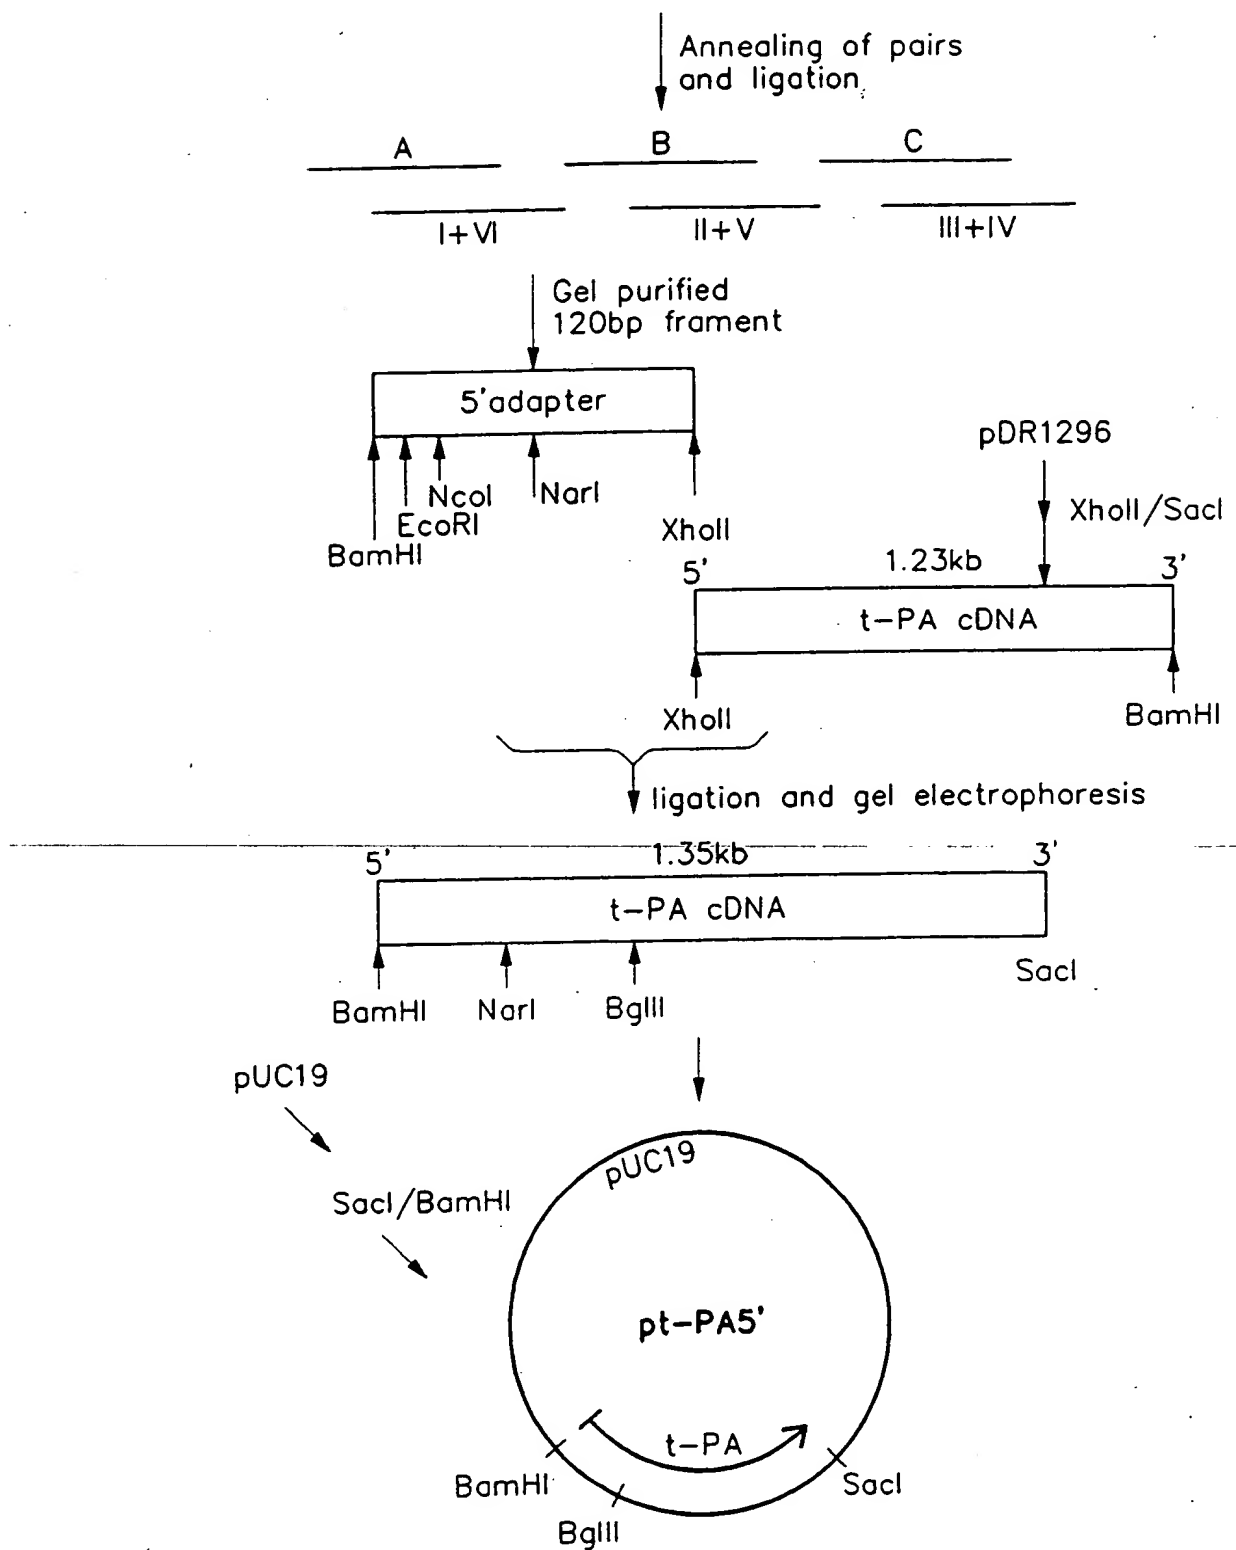 Annealing of pairs
and ligation
A
B
C
I+VI
II+V
III+IV
Gel purified
120bp frament
5'adapter
pDR1296
NcoI
NarI
EcoRI
BamHI
XhoII
XhoII/SacI
5'
1.23kb
3'
t-PA cDNA
XhoII
BamHI
ligation and gel electrophoresis
5'
1.35kb
3'
t-PA cDNA
SacI
BamHI
NarI
BglII
pUC19
pUC19
SacI/BamHI
pt-PA5'
t-PA
BamHI
SacI
BglII